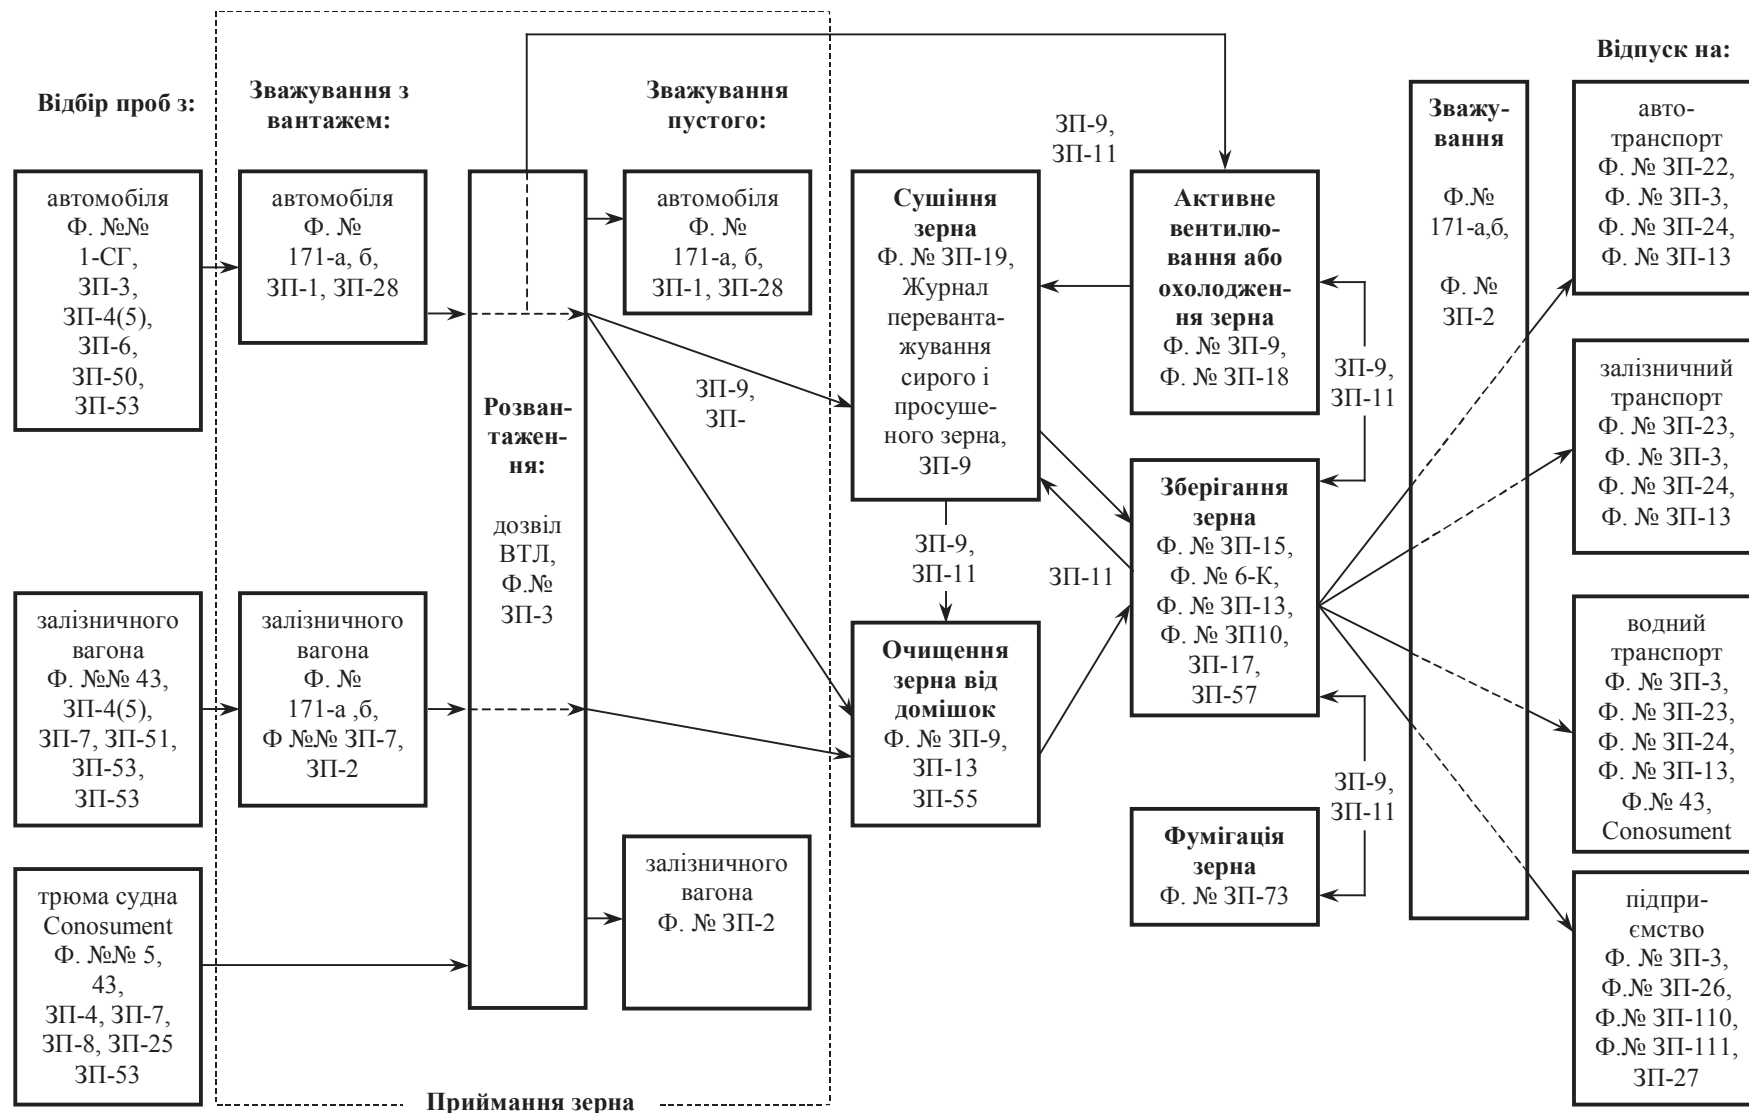 Відбір проб з:
автомобіля
Ф. №№
1-СГ,
ЗП-3,
ЗП-4(5),
ЗП-6,
ЗП-50,
ЗП-53
залізничного
вагона
Ф. №№ 43,
ЗП-4(5),
ЗП-7, ЗП-51,
ЗП-53,
ЗП-53
трюма судна
Conosument
Ф. №№ 5,
43,
ЗП-4, ЗП-7,
ЗП-8, ЗП-25
ЗП-53
Зважування з
вантажем:
автомобіля
Ф. №
171-а, б,
ЗП-1, ЗП-28
залізничного
вагона
Ф. №
171-а ,б,
Ф №№ ЗП-7,
ЗП-2
Розван-
тажен-
ня:
дозвіл
ВТЛ,
Ф.№
ЗП-3
Зважування
пустого:
автомобіля
Ф. №
171-а, б,
ЗП-1, ЗП-28
ЗП-9,
ЗП-
залізничного
вагона
Ф. № ЗП-2
Приймання зерна
Сушіння
зерна
Ф. № ЗП-19,
Журнал
перевантa-
жування
сирого і
просуше-
ного зерна,
ЗП-9
ЗП-9,
ЗП-11
Очищення
зерна від
домішок
Ф. № ЗП-9,
ЗП-13
ЗП-55
ЗП-9,
ЗП-11
ЗП-11
Активне
вентилю-
вання або
охолоджен-
ня зерна
Ф. № ЗП-9,
Ф. № ЗП-18
ЗП-9,
ЗП-11
Зберігання
зерна
Ф. № ЗП-15,
Ф. № 6-К,
Ф. № ЗП-13,
Ф. № ЗП10,
ЗП-17,
ЗП-57
ЗП-9,
ЗП-11
Фумігація
зерна
Ф. № ЗП-73
Зважу-
вання
Ф.№
171-а,б,
Ф. №
ЗП-2
Відпуск на:
авто-
транспорт
Ф. № ЗП-22,
Ф. № ЗП-3,
Ф. № ЗП-24,
Ф. № ЗП-13
залізничний
транспорт
Ф. № ЗП-23,
Ф. № ЗП-3,
Ф. № ЗП-24,
Ф. № ЗП-13
водний
транспорт
Ф. № ЗП-3,
Ф. № ЗП-23,
Ф. № ЗП-24,
Ф. № ЗП-13,
Ф.№ 43,
Conosument
підпри-
ємство
Ф. № ЗП-3,
Ф.№ ЗП-26,
Ф.№ ЗП-110,
Ф.№ ЗП-111,
ЗП-27